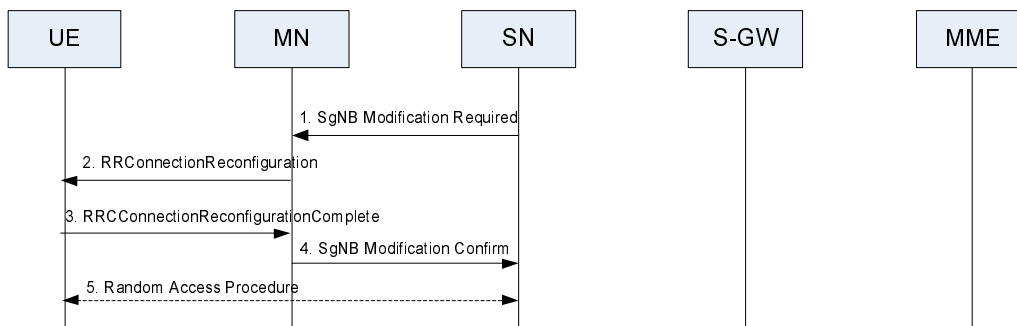 UE
MN
SN
S-GW
MME
1. SgNB Modification Required
2. RRConnectionReconfiguration
3. RRCConnectionReconfigurationComplete
4. SgNB Modification Confirm
5. Random Access Procedure